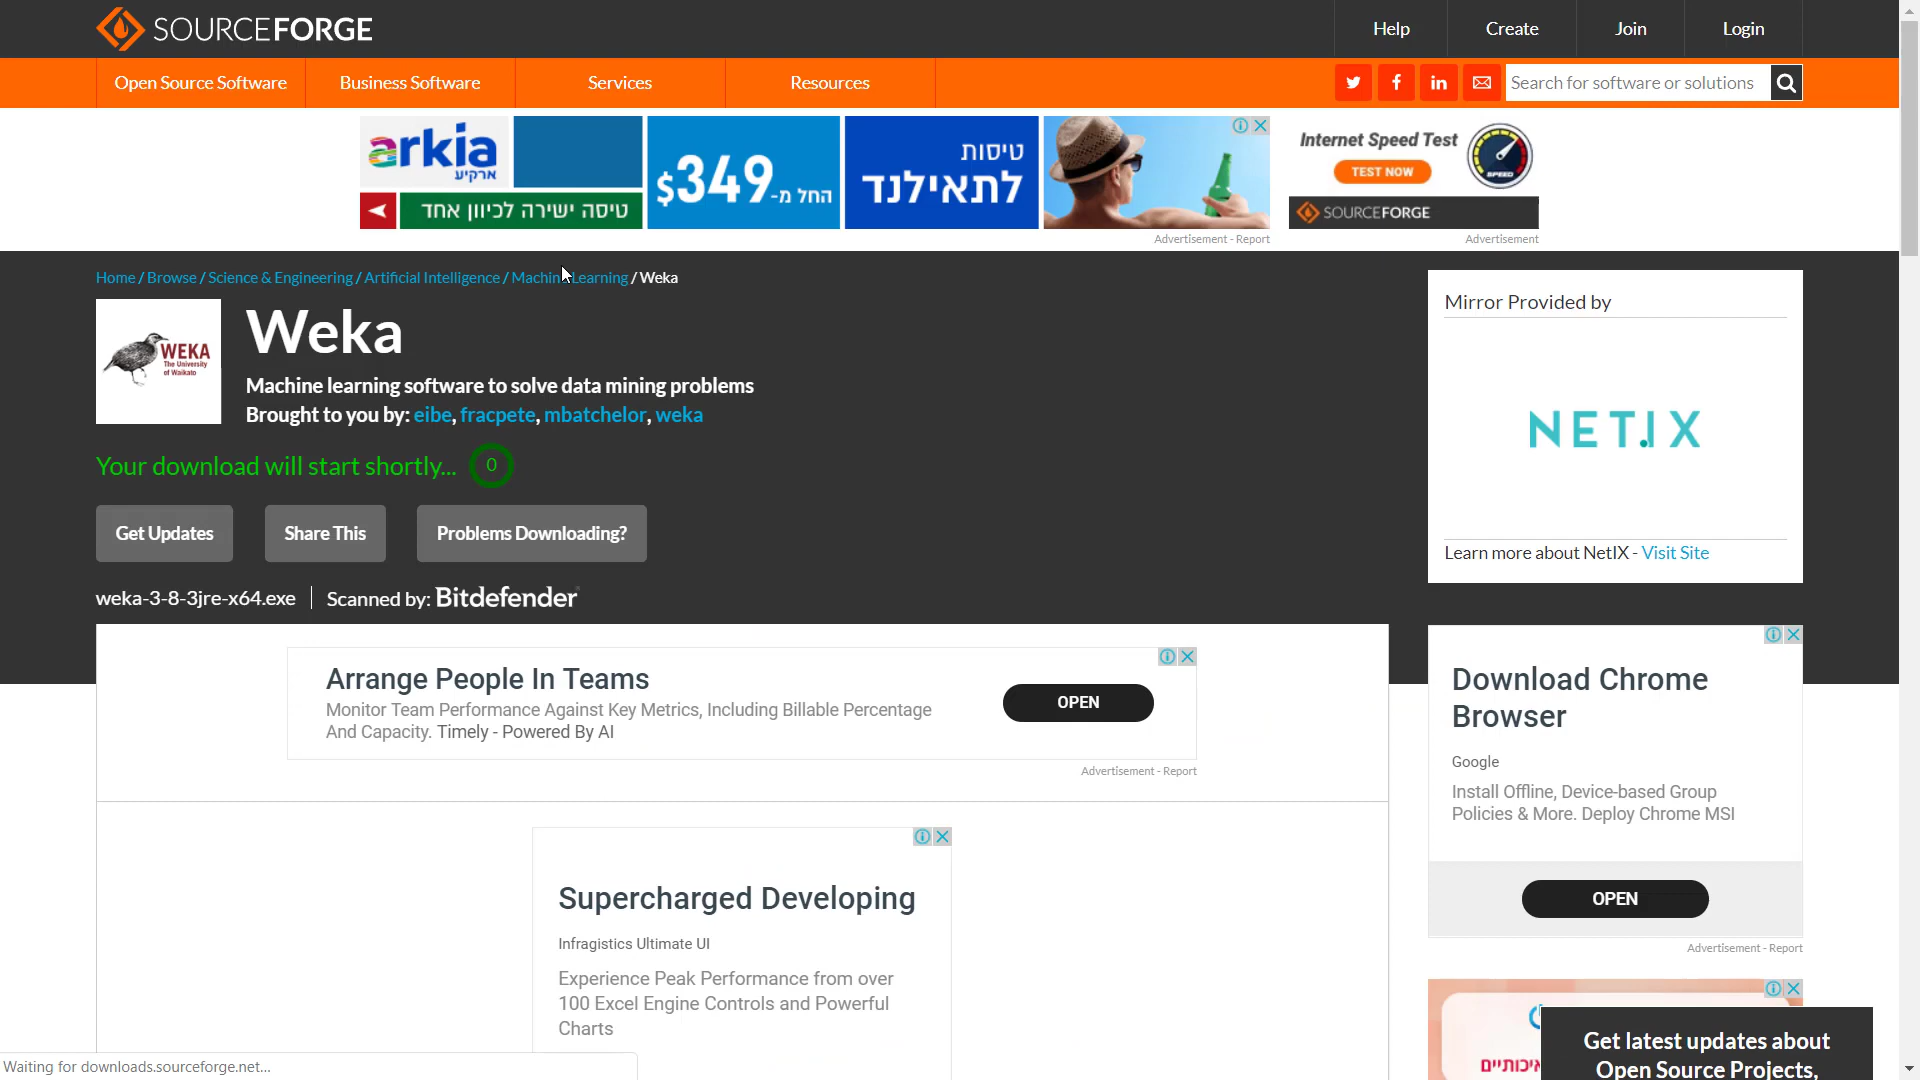 SOURCEFORGE
Help
Create
Join
Login
Open Source Software
Business Software
Services
Resources
Search for software or solutions
arkia
ארקיע
טיסה ישירה לכיוון אחד
החל מ-$349
טיסות
לתאילנד
Internet Speed Test
TEST NOW
SPEED
SOURCEFORGE
Advertisement - Report
Advertisement
Home / Browse / Science & Engineering / Artificial Intelligence / Machine Learning / Weka
WEKA
The University
of Waikato
Weka
Machine learning software to solve data mining problems
Brought to you by: eibe, fracpete, mbatchelor, weka
Your download will start shortly... 0
Get Updates
Share This
Problems Downloading?
weka-3-8-3jre-x64.exe
Scanned by: Bitdefender
Mirror Provided by
NETIX
Learn more about NetIX - Visit Site
Arrange People In Teams
Monitor Team Performance Against Key Metrics, Including Billable Percentage
And Capacity. Timely - Powered By AI
OPEN
Advertisement - Report
Supercharged Developing
Infragistics Ultimate UI
Experience Peak Performance from over
100 Excel Engine Controls and Powerful
Charts
Download Chrome
Browser
Google
Install Offline, Device-based Group
Policies & More. Deploy Chrome MSI
OPEN
Advertisement - Report
Get latest updates about
Open Source Projects,
Waiting for downloads.sourceforge.net...